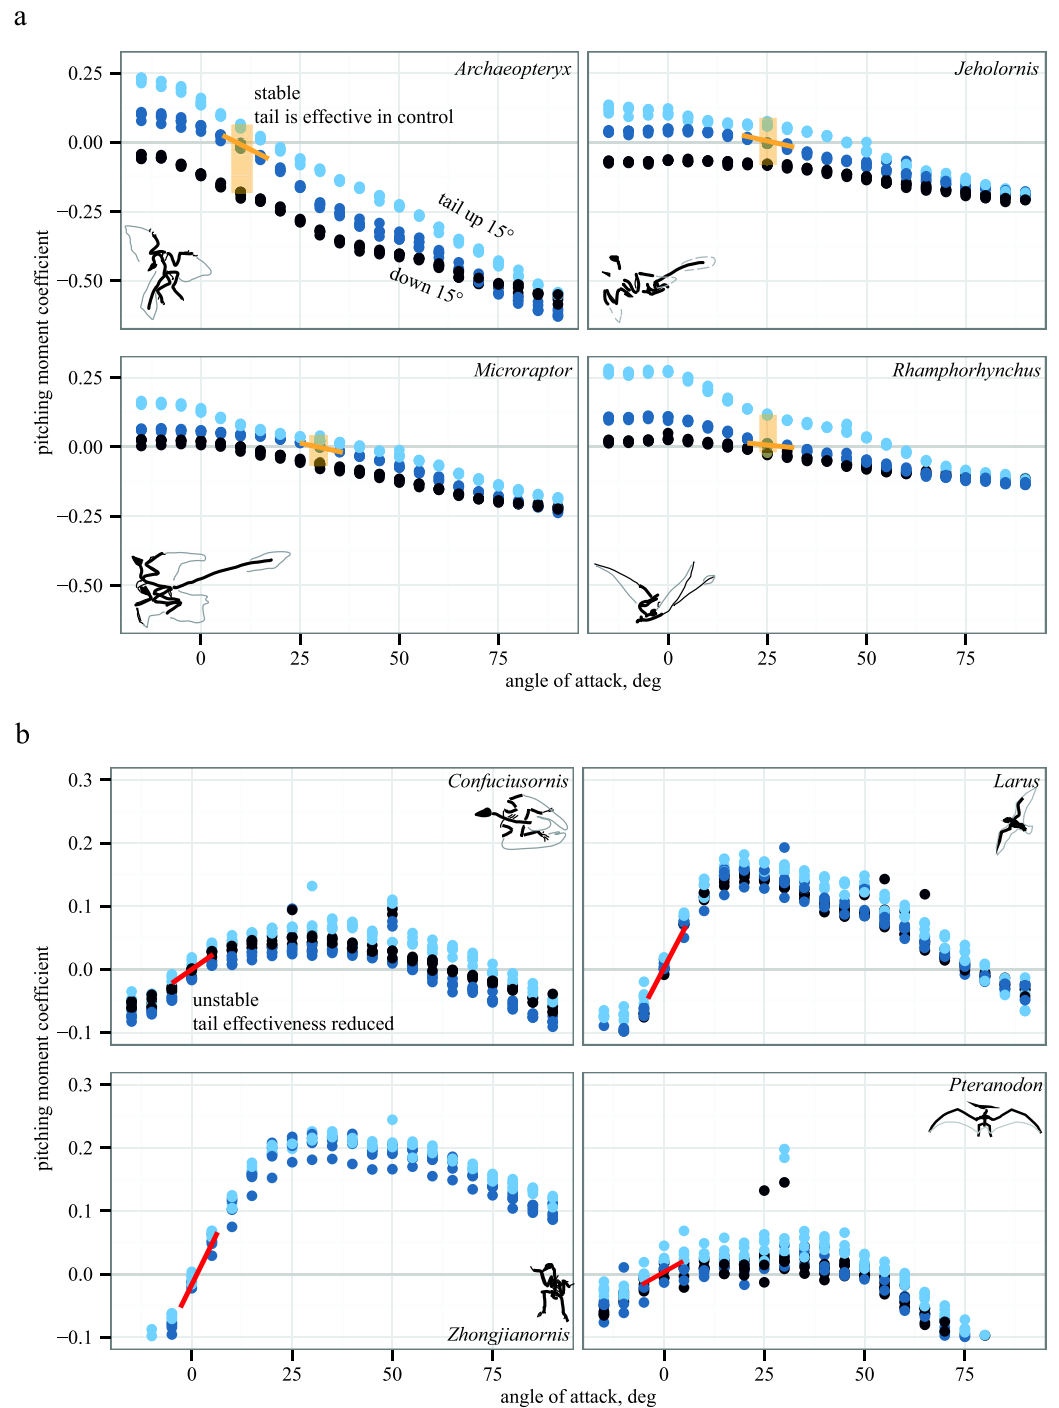 a
Archaeopteryx
Jeholornis
stable
tail is effective in control
tail up 15°
down 15°
0.25
0.00
−0.25
−0.50
Microraptor
Rhamphorhynchus
0.25
0.00
−0.25
−0.50
pitching moment coefficient
0 25 50 75 0 25 50 75
angle of attack, deg
b
Confuciusornis
Larus
unstable
tail effectiveness reduced
0.3
0.2
0.1
0.0
−0.1
Zhongjianornis
Pteranodon
0.3
0.2
0.1
0.0
−0.1
pitching moment coefficient
0 25 50 75 0 25 50 75
angle of attack, deg